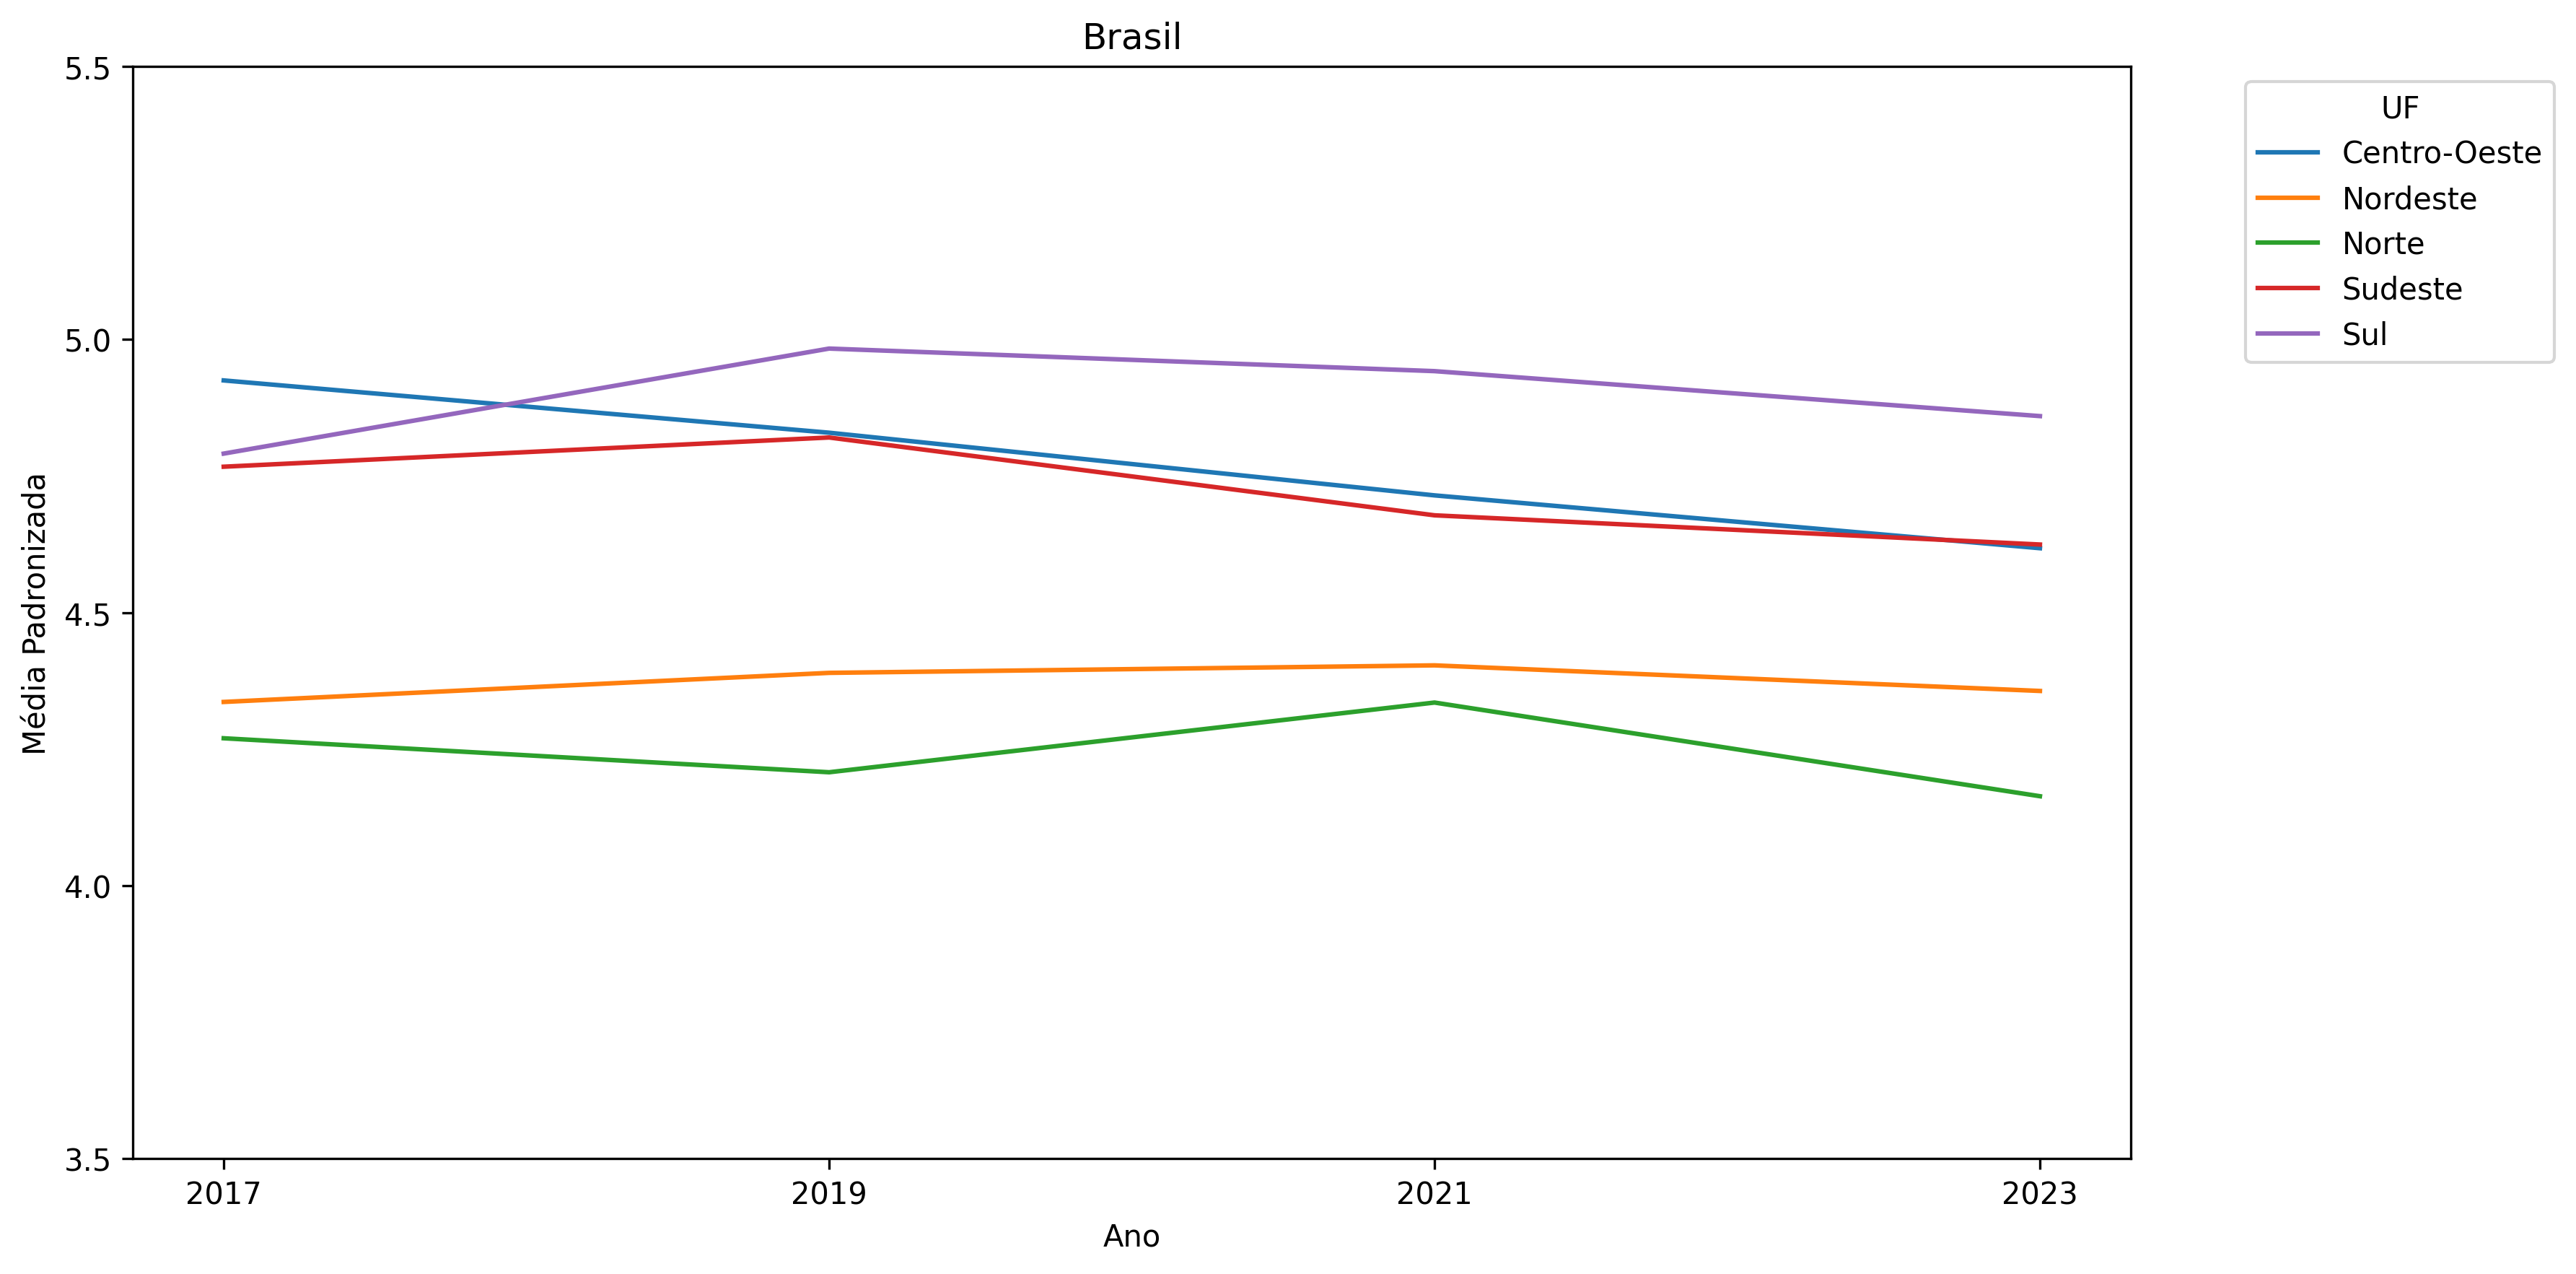 Brasil
5.5
5.0
4.5
4.0
3.5
Média Padronizada
2017 2019 2021 2023
Ano
UF
Centro-Oeste
Nordeste
Norte
Sudeste
Sul